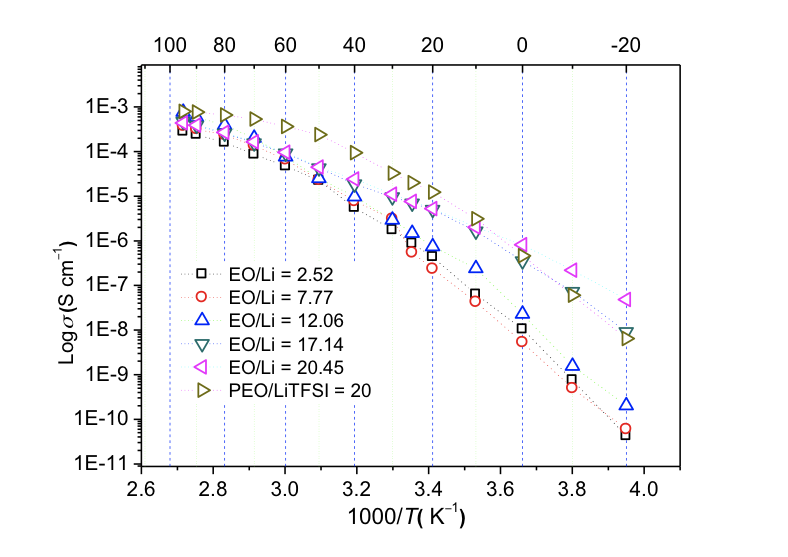 100 80 60 40 20 0 -20
1E-3
1E-4
1E-5
1E-6
1E-7
1E-8
1E-9
1E-10
1E-11
Logσ(S cm⁻¹)
EO/Li = 2.52
EO/Li = 7.77
EO/Li = 12.06
EO/Li = 17.14
EO/Li = 20.45
PEO/LiTFSI = 20
2.6 2.8 3.0 3.2 3.4 3.6 3.8 4.0
1000/T( K⁻¹)